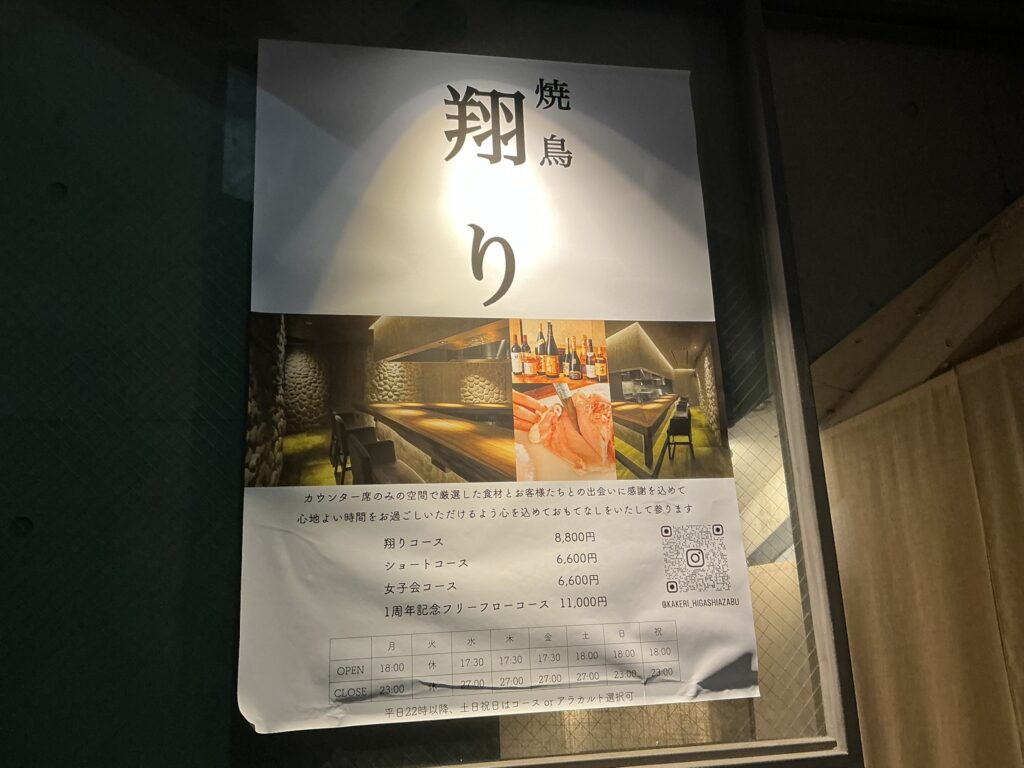 焼鳥
翔り
カウンター席のみの空間で厳選した食材とお客様たちとの出会いに感謝を込めて
心地よい時間をお過ごしいただけるよう心を込めておもてなしをいたして参ります
翔りコース 8,800円
ショートコース 6,600円
女子会コース 6,600円
1周年記念フリーフローコース 11,000円
@KAKERI_HIGASHIAZABU
月 火 水 木 金 土 日 祝
OPEN 18:00 休 17:30 17:30 17:30 18:00 18:00 18:00
CLOSE 23:00 休 27:00 27:00 27:00 27:00 23:00 23:00
平日22時以降、土日祝日はコース or アラカルト選択可